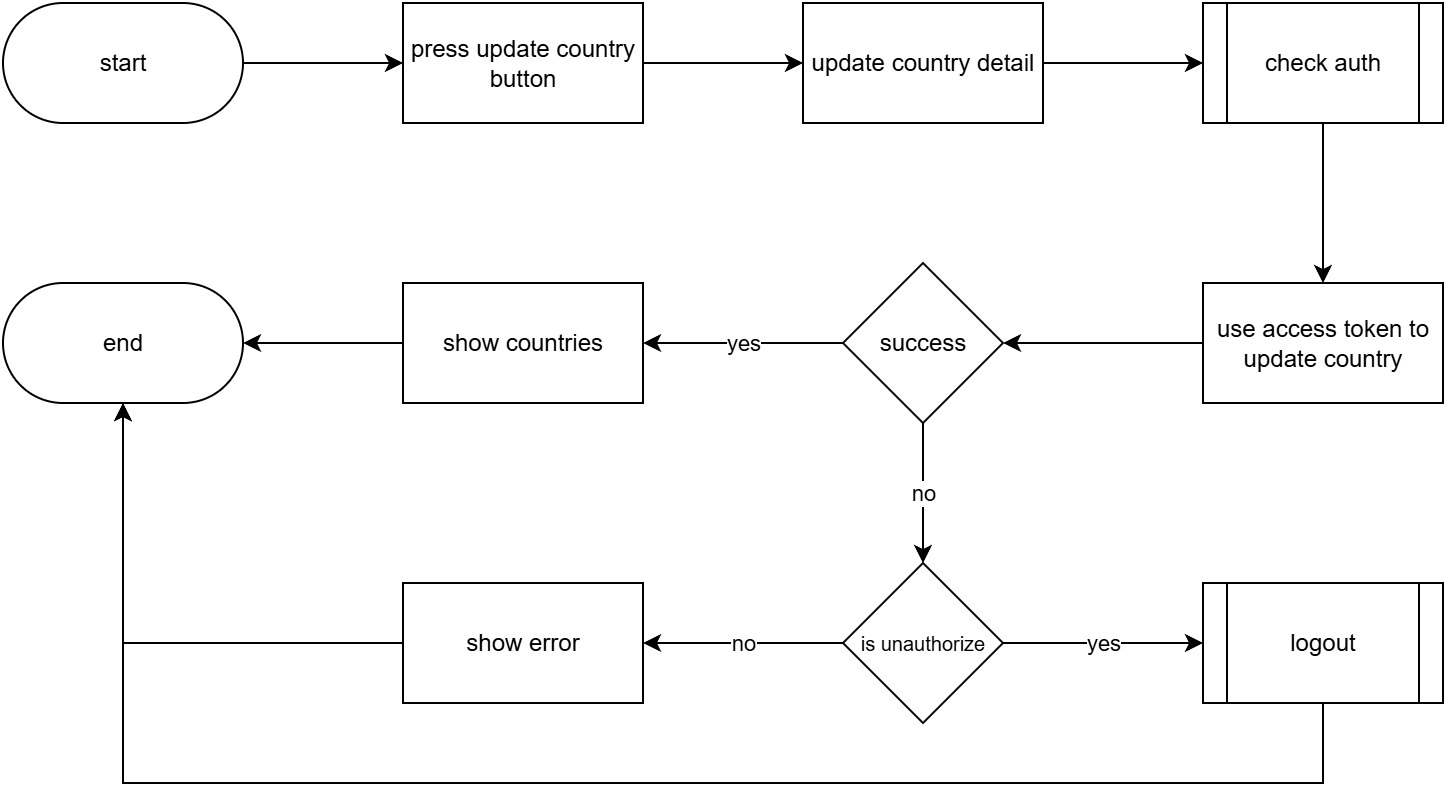 start
press update country
button
update country detail
check auth
end
show countries
yes
success
use access token to
update country
no
show error
no
is unauthorize
yes
logout